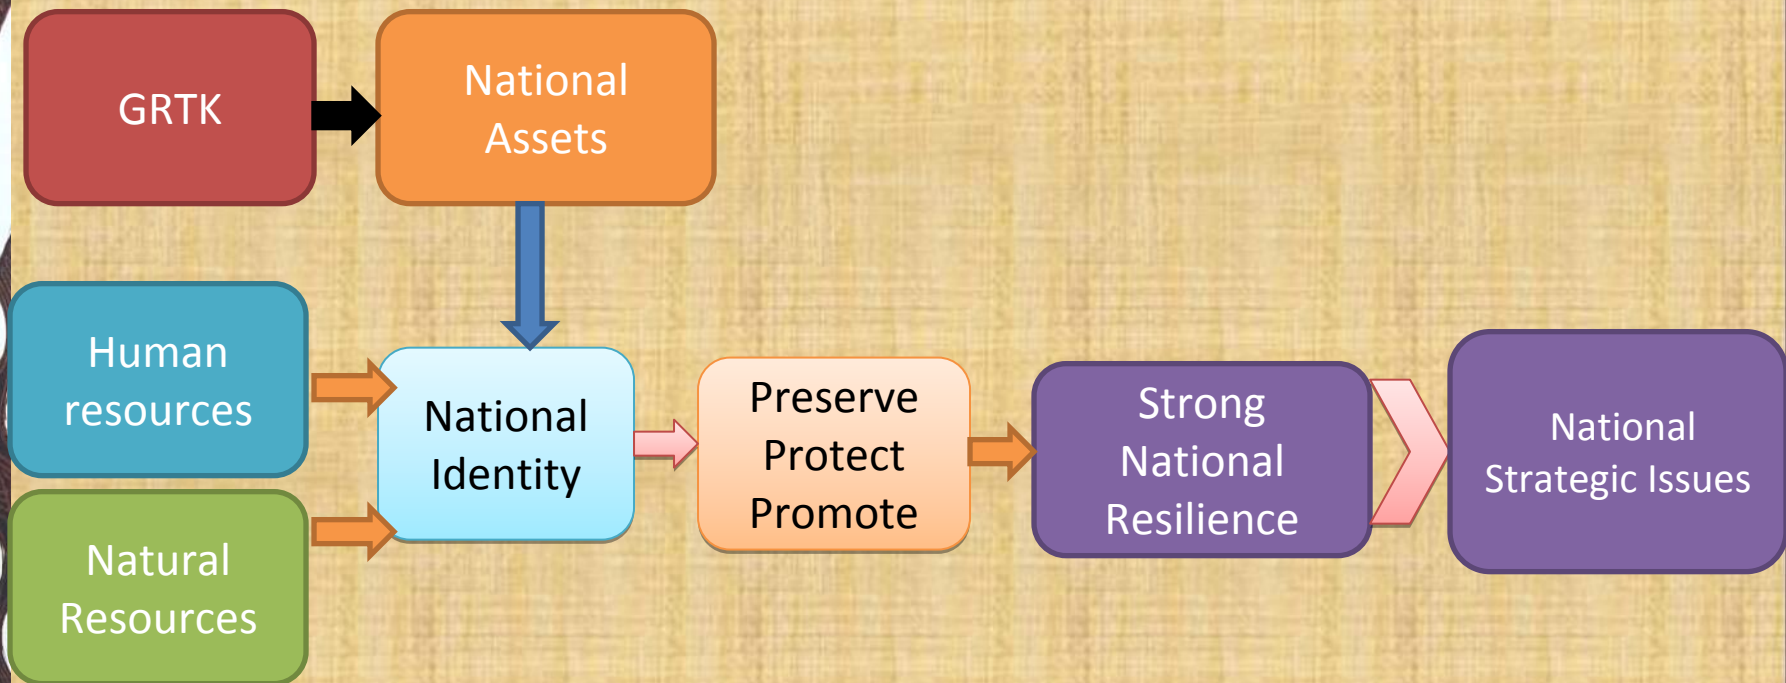 GRTK
National
Assets
Human
resources
Natural
Resources
National
Identity
Preserve
Protect
Promote
Strong
National
Resilience
National
Strategic Issues